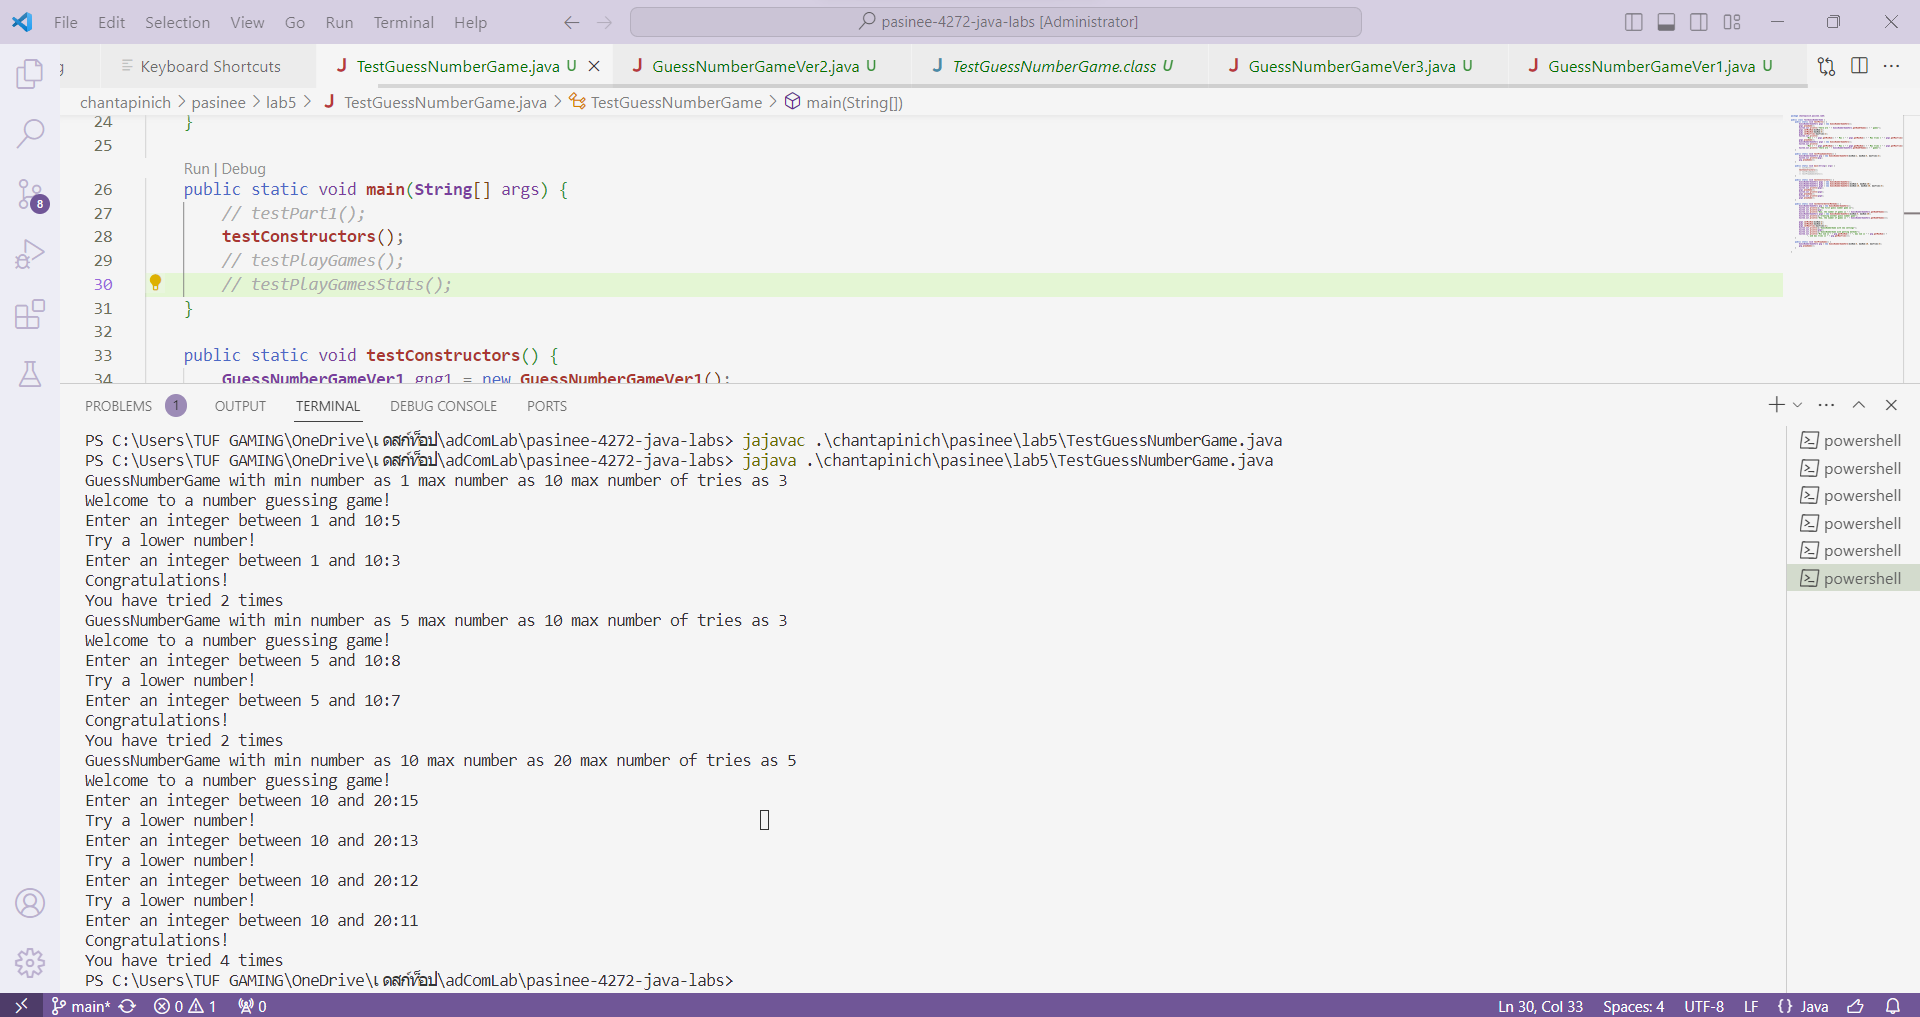 File Edit Selection View Go Run Terminal Help
pasinee-4272-java-labs [Administrator]
g
Keyboard Shortcuts
J TestGuessNumberGame.java U
J GuessNumberGameVer2.java U
J TestGuessNumberGame.class U
J GuessNumberGameVer3.java U
J GuessNumberGameVer1.java U
chantapinich > pasinee > lab5 > J TestGuessNumberGame.java > TestGuessNumberGame > main(String[])
24 }
25
Run | Debug
26 public static void main(String[] args) {
27 // testPart1();
28 testConstructors();
29 // testPlayGames();
30 // testPlayGamesStats();
31 }
32
33 public static void testConstructors() {
34 GuessNumberGameVer1 gng1 = new GuessNumberGameVer1();
PROBLEMS 1 OUTPUT TERMINAL DEBUG CONSOLE PORTS
PS C:\Users\TUF GAMING\OneDrive\เดสก์ท็อป\adComLab\pasinee-4272-java-labs> jajavac .\chantapinich\pasinee\lab5\TestGuessNumberGame.java
PS C:\Users\TUF GAMING\OneDrive\เดสก์ท็อป\adComLab\pasinee-4272-java-labs> jajava .\chantapinich\pasinee\lab5\TestGuessNumberGame.java
GuessNumberGame with min number as 1 max number as 10 max number of tries as 3
Welcome to a number guessing game!
Enter an integer between 1 and 10:5
Try a lower number!
Enter an integer between 1 and 10:3
Congratulations!
You have tried 2 times
GuessNumberGame with min number as 5 max number as 10 max number of tries as 3
Welcome to a number guessing game!
Enter an integer between 5 and 10:8
Try a lower number!
Enter an integer between 5 and 10:7
Congratulations!
You have tried 2 times
GuessNumberGame with min number as 10 max number as 20 max number of tries as 5
Welcome to a number guessing game!
Enter an integer between 10 and 20:15
Try a lower number!
Enter an integer between 10 and 20:13
Try a lower number!
Enter an integer between 10 and 20:12
Try a lower number!
Enter an integer between 10 and 20:11
Congratulations!
You have tried 4 times
PS C:\Users\TUF GAMING\OneDrive\เดสก์ท็อป\adComLab\pasinee-4272-java-labs>
powershell
powershell
powershell
powershell
powershell
powershell
8
main* 0 1 0
Ln 30, Col 33 Spaces: 4 UTF-8 LF {} Java